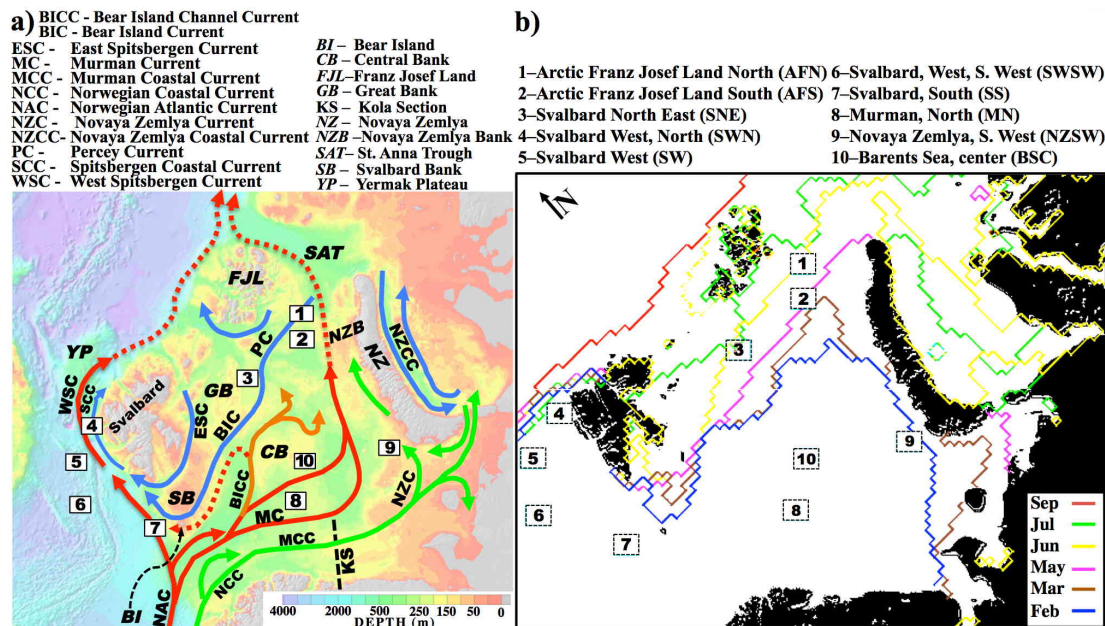 a)
BICC - Bear Island Channel Current
BIC - Bear Island Current
ESC - East Spitsbergen Current
MC - Murman Current
MCC - Murman Coastal Current
NCC - Norwegian Coastal Current
NAC - Norwegian Atlantic Current
NZC - Novaya Zemlya Current
NZCC- Novaya Zemlya Coastal Current
PC - Percey Current
SCC - Spitsbergen Coastal Current
WSC - West Spitsbergen Current
BI – Bear Island
CB – Central Bank
FJL–Franz Josef Land
GB – Great Bank
KS – Kola Section
NZ – Novaya Zemlya
NZB –Novaya Zemlya Bank
SAT – St. Anna Trough
SB – Svalbard Bank
YP – Yermak Plateau
SAT
FJL
1
2
NZB
NZ
NZCC
PC
YP
3
GB
WSC
SCC
Svalbard
ESC
BIC
4
5
6
CB
10
9
BICC
SB
8
NZC
7
MC
MCC
KS
NCC
BI
NAC
4000 2500 650 250 150 50 0
DEPTH (m)
b)
1–Arctic Franz Josef Land North (AFN)
2–Arctic Franz Josef Land South (AFS)
3–Svalbard North East (SNE)
4–Svalbard West, North (SWN)
5–Svalbard West (SW)
6–Svalbard, West, S. West (SWSW)
7–Svalbard, South (SS)
8–Murman, North (MN)
9–Novaya Zemlya, S. West (NZSW)
10–Barents Sea, center (BSC)
N
1
2
3
4
5
6
7
8
9
10
Sep
Jul
Jun
May
Mar
Feb